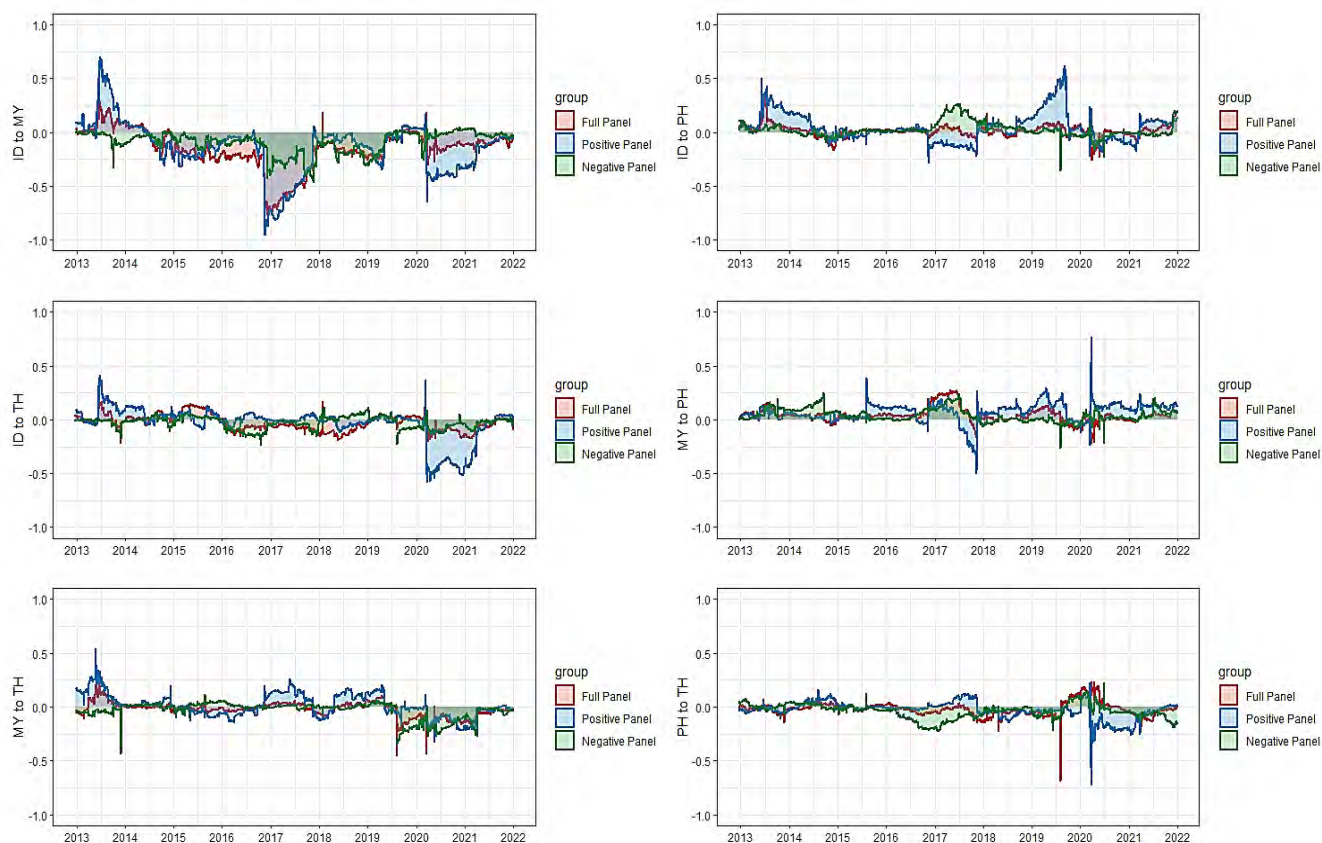 ID to MY
1.0
0.5
0.0
-0.5
-1.0
2013 2014 2015 2016 2017 2018 2019 2020 2021 2022
group
Full Panel
Positive Panel
Negative Panel
ID to PH
1.0
0.5
0.0
-0.5
-1.0
2013 2014 2015 2016 2017 2018 2019 2020 2021 2022
group
Full Panel
Positive Panel
Negative Panel
ID to TH
1.0
0.5
0.0
-0.5
-1.0
2013 2014 2015 2016 2017 2018 2019 2020 2021 2022
group
Full Panel
Positive Panel
Negative Panel
MY to PH
1.0
0.5
0.0
-0.5
-1.0
2013 2014 2015 2016 2017 2018 2019 2020 2021 2022
group
Full Panel
Positive Panel
Negative Panel
MY to TH
1.0
0.5
0.0
-0.5
-1.0
2013 2014 2015 2016 2017 2018 2019 2020 2021 2022
group
Full Panel
Positive Panel
Negative Panel
PH to TH
1.0
0.5
0.0
-0.5
-1.0
2013 2014 2015 2016 2017 2018 2019 2020 2021 2022
group
Full Panel
Positive Panel
Negative Panel